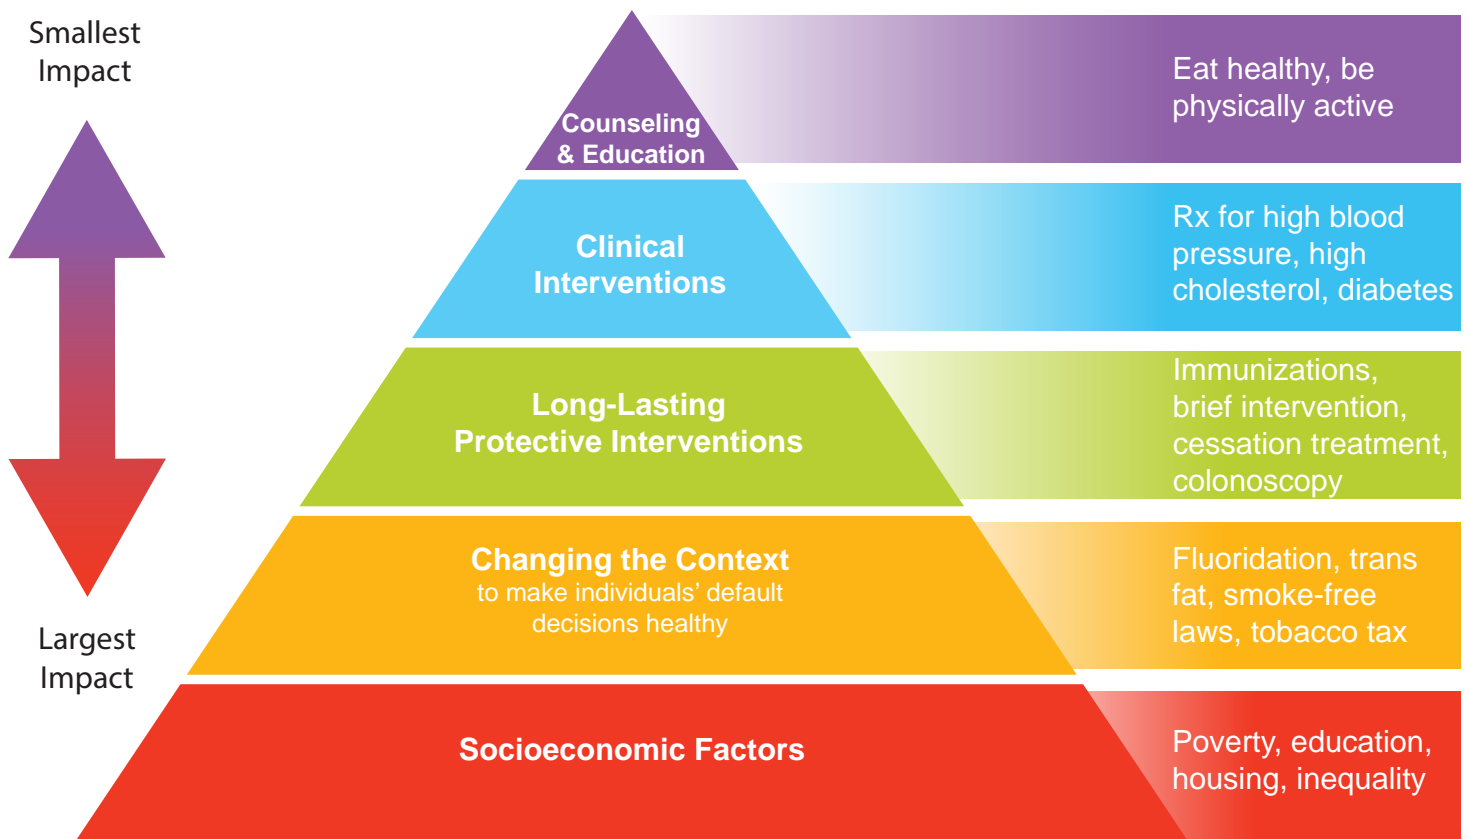 Smallest
Impact
Counseling
& Education
Eat healthy, be
physically active
Clinical
Interventions
Rx for high blood
pressure, high
cholesterol, diabetes
Long-Lasting
Protective Interventions
Immunizations,
brief intervention,
cessation treatment,
colonoscopy
Changing the Context
to make individuals’ default
decisions healthy
Fluoridation, trans
fat, smoke-free
laws, tobacco tax
Largest
Impact
Socioeconomic Factors
Poverty, education,
housing, inequality